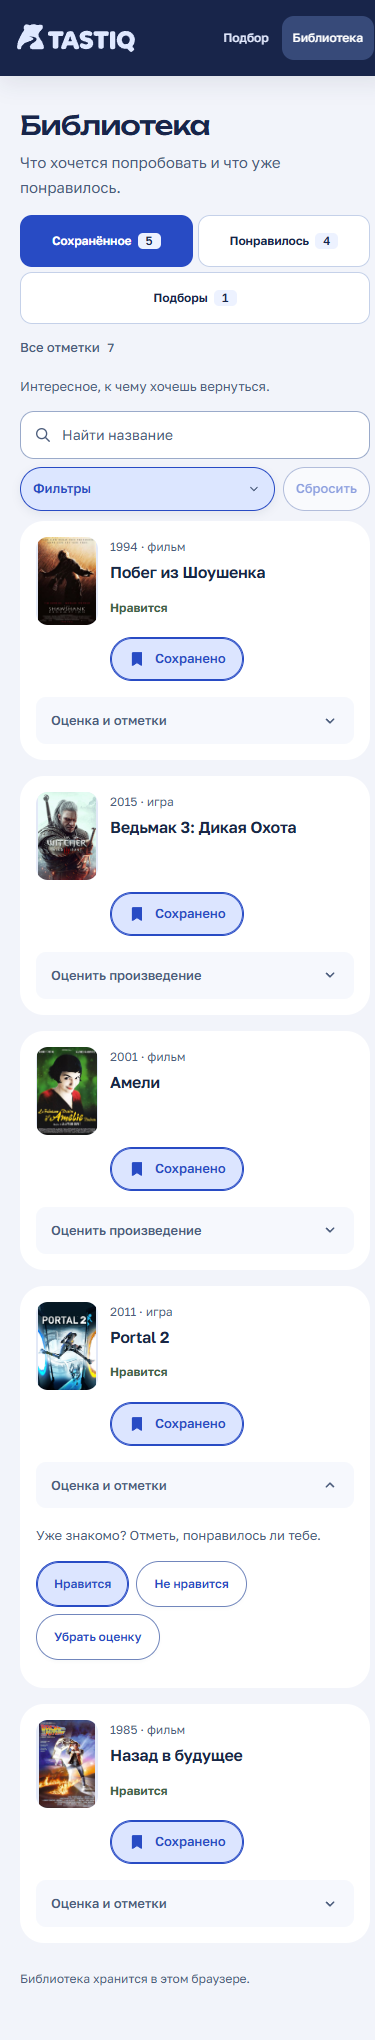 TASTIQ
Подбор
Библиотека
Библиотека
Что хочется попробовать и что уже
понравилось.
Сохранённое 5
Понравилось 4
Подборы 1
Все отметки 7
Интересное, к чему хочешь вернуться.
Найти название
Фильтры
Сбросить
1994 · фильм
Побег из Шоушенка
Нравится
Сохранено
Оценка и отметки
2015 · игра
Ведьмак 3: Дикая Охота
WITCHER
Сохранено
Оценить произведение
2001 · фильм
Амели
Сохранено
Оценить произведение
2011 · игра
PORTAL 2
Portal 2
Нравится
Сохранено
Оценка и отметки
Уже знакомо? Отметь, понравилось ли тебе.
Нравится
Не нравится
Убрать оценку
1985 · фильм
Назад в будущее
Нравится
Сохранено
Оценка и отметки
Библиотека хранится в этом браузере.